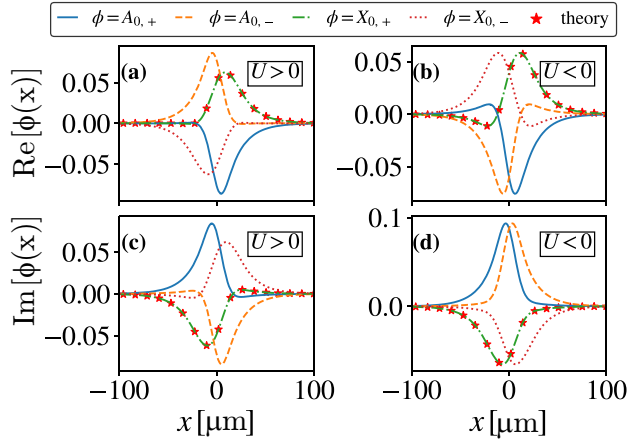 ϕ = A₀,₊ ϕ = A₀,₋ ϕ = X₀,₊ ϕ = X₀,₋ theory
(a) U > 0
(b) U < 0
Re[ϕ(x)]
0.05
0.00
−0.05
0.05
0.00
−0.05
(c) U > 0
(d) U < 0
Im[ϕ(x)]
0.05
0.00
−0.05
0.1
0.0
−100 0 100
−100 0 100
x[μm]
x[μm]